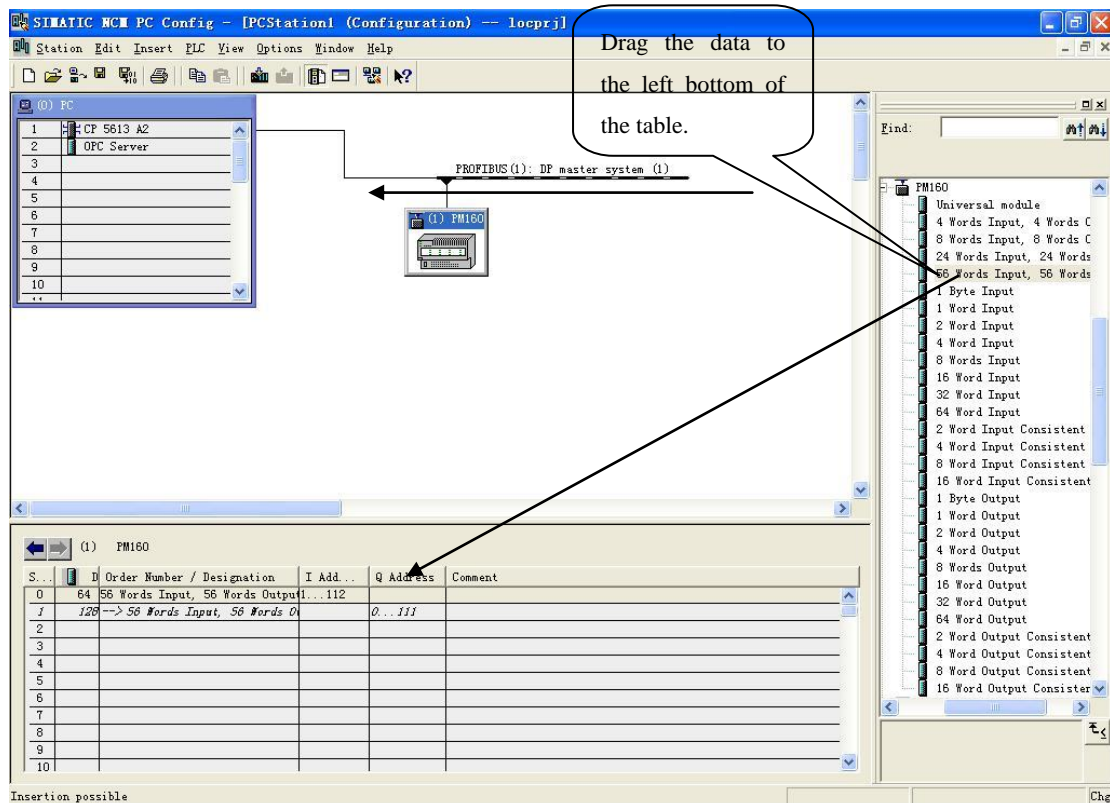 SIMATIC NCM PC Config - [PCStation1 (Configuration) -- locprj]
Station Edit Insert PLC View Options Window Help
Drag the data to
the left bottom of
the table.
(0) PC
1 CP 5613 A2
2 OPC Server
3
4
5
6
7
8
9
10
PROFIBUS(1): DP master system (1)
(1) PM160
Find:
PM160
Universal module
4 Words Input, 4 Words O
8 Words Input, 8 Words O
24 Words Input, 24 Words
56 Words Input, 56 Words
1 Byte Input
1 Word Input
2 Word Input
4 Word Input
8 Words Input
16 Word Input
32 Word Input
64 Word Input
2 Word Input Consistent
4 Word Input Consistent
8 Word Input Consistent
16 Word Input Consistent
1 Byte Output
1 Word Output
2 Word Output
4 Word Output
8 Words Output
16 Word Output
32 Word Output
64 Word Output
2 Word Output Consistent
4 Word Output Consistent
8 Word Output Consistent
16 Word Output Consister
(1) PM160
S... D Order Number / Designation I Add... Q Address Comment
0 64 56 Words Input, 56 Words Output 1...112
1 128 --> 56 Words Input, 56 Words Ou 0...111
2
3
4
5
6
7
8
9
10
Insertion possible Chg